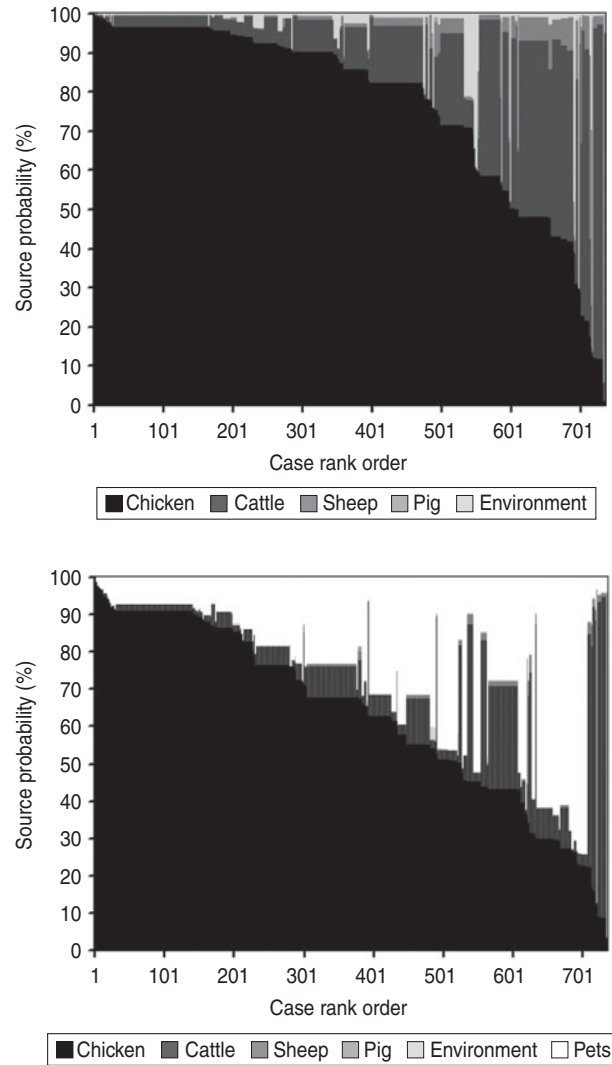 100
90
80
70
60
50
40
30
20
10
0
Source probability (%)
1 101 201 301 401 501 601 701
Case rank order
Chicken Cattle Sheep Pig Environment
100
90
80
70
60
50
40
30
20
10
0
Source probability (%)
1 101 201 301 401 501 601 701
Case rank order
Chicken Cattle Sheep Pig Environment Pets